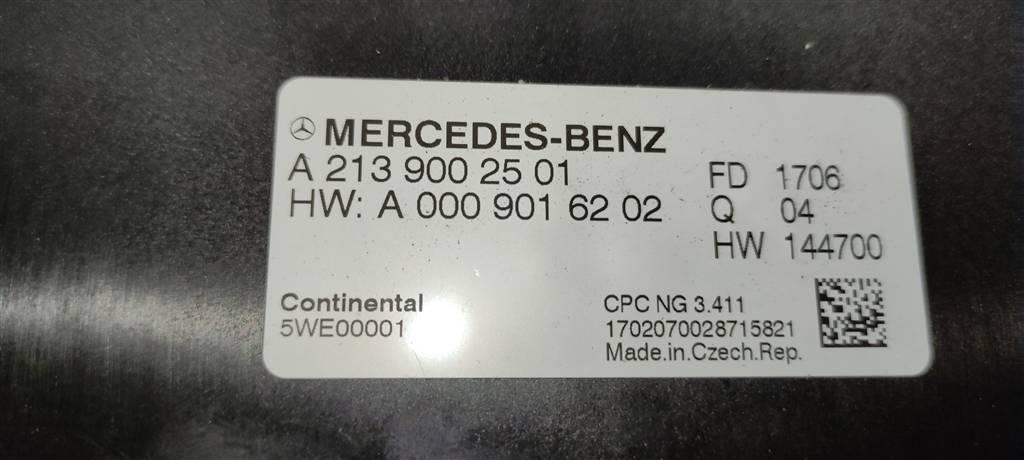 MERCEDES-BENZ
A 213 900 25 01
HW: A 000 901 62 02
FD 1706
Q 04
HW 144700
Continental
5WE00001
CPC NG 3.411
1702070028715821
Made.in.Czech.Rep.